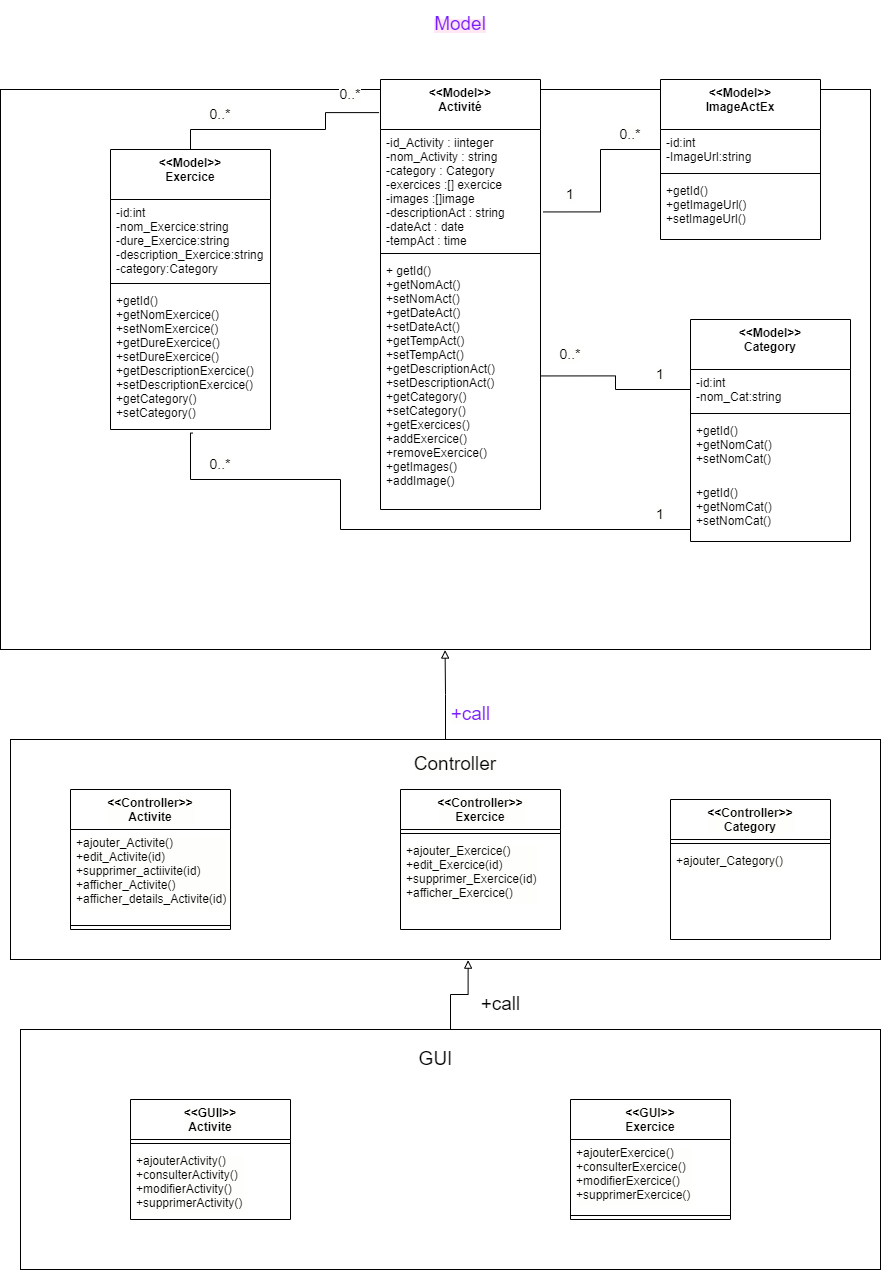 Model
0..*
0..*
<<Model>>
Exercice
-id:int
-nom_Exercice:string
-dure_Exercice:string
-description_Exercice:string
-category:Category
+getId()
+getNomExercice()
+setNomExercice()
+getDureExercice()
+setDureExercice()
+getDescriptionExercice()
+setDescriptionExercice()
+getCategory()
+setCategory()
0..*
<<Model>>
Activité
-id_Activity : iinteger
-nom_Activity : string
-category : Category
-exercices :[] exercice
-images :[]image
-descriptionAct : string
-dateAct : date
-tempAct : time
+ getId()
+getNomAct()
+setNomAct()
+getDateAct()
+setDateAct()
+getTempAct()
+setTempAct()
+getDescriptionAct()
+setDescriptionAct()
+getCategory()
+setCategory()
+getExercices()
+addExercice()
+removeExercice()
+getImages()
+addImage()
0..*
1
<<Model>>
ImageActEx
-id:int
-ImageUrl:string
+getId()
+getImageUrl()
+setImageUrl()
0..*
1
1
<<Model>>
Category
-id:int
-nom_Cat:string
+getId()
+getNomCat()
+setNomCat()
+getId()
+getNomCat()
+setNomCat()
+call
Controller
<<Controller>>
Activite
+ajouter_Activite()
+edit_Activite(id)
+supprimer_actiivite(id)
+afficher_Activite()
+afficher_details_Activite(id)
<<Controller>>
Exercice
+ajouter_Exercice()
+edit_Exercice(id)
+supprimer_Exercice(id)
+afficher_Exercice()
<<Controller>>
Category
+ajouter_Category()
+call
GUI
<<GUII>>
Activite
+ajouterActivity()
+consulterActivity()
+modifierActivity()
+supprimerActivity()
<<GUI>>
Exercice
+ajouterExercice()
+consulterExercice()
+modifierExercice()
+supprimerExercice()